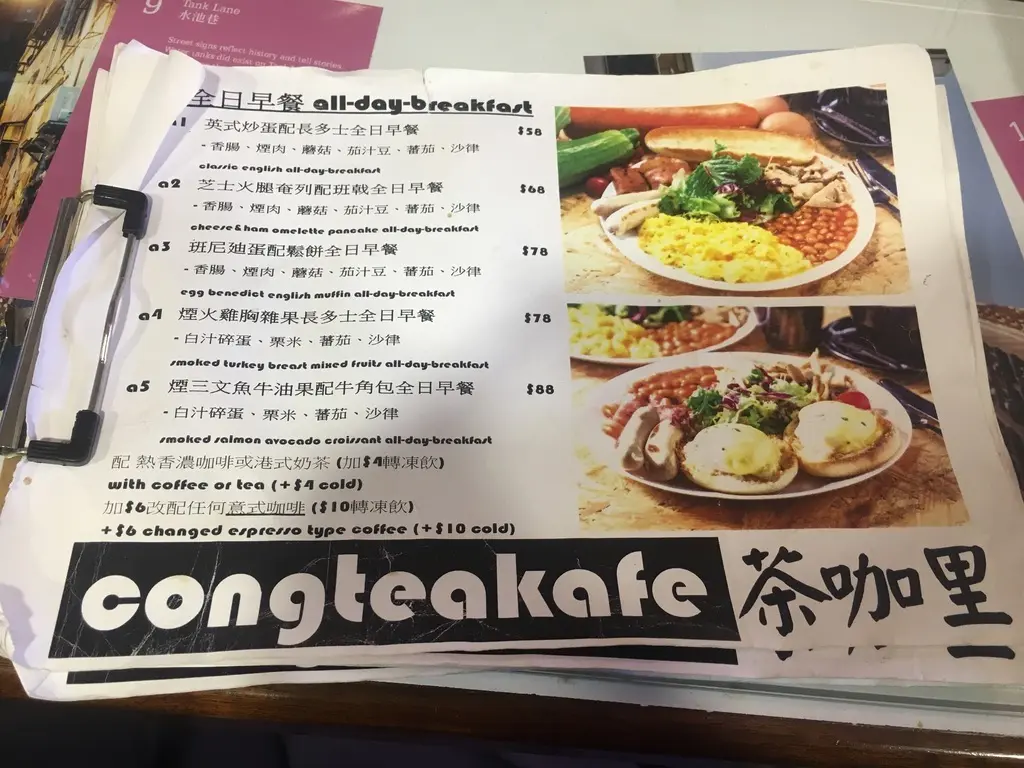 9 Tank Lane
水池巷
Street signs reflect history and tell stories.
全日早餐 all-day-breakfast
a1 英式炒蛋配長多士全日早餐 $58
- 香腸、煙肉、蘑菇、茄汁豆、蕃茄、沙律
classic english all-day-breakfast
a2 芝士火腿奄列配班戟全日早餐 $68
- 香腸、煙肉、蘑菇、茄汁豆、蕃茄、沙律
cheese & ham omelette pancake all-day-breakfast
a3 班尼迪蛋配鬆餅全日早餐 $78
- 香腸、煙肉、蘑菇、茄汁豆、蕃茄、沙律
egg benedict english muffin all-day-breakfast
a4 煙火雞胸雜果長多士全日早餐 $78
- 白汁碎蛋、栗米、蕃茄、沙律
smoked turkey breast mixed fruits all-day-breakfast
a5 煙三文魚牛油果配牛角包全日早餐 $88
- 白汁碎蛋、栗米、蕃茄、沙律
smoked salmon avocado croissant all-day-breakfast
配 熱香濃咖啡或港式奶茶 (加$4轉凍飲)
with coffee or tea (+$4 cold)
加$6改配任何意式咖啡 ($10轉凍飲)
+$6 changed espresso type coffee (+$10 cold)
congteakafe 茶咖里